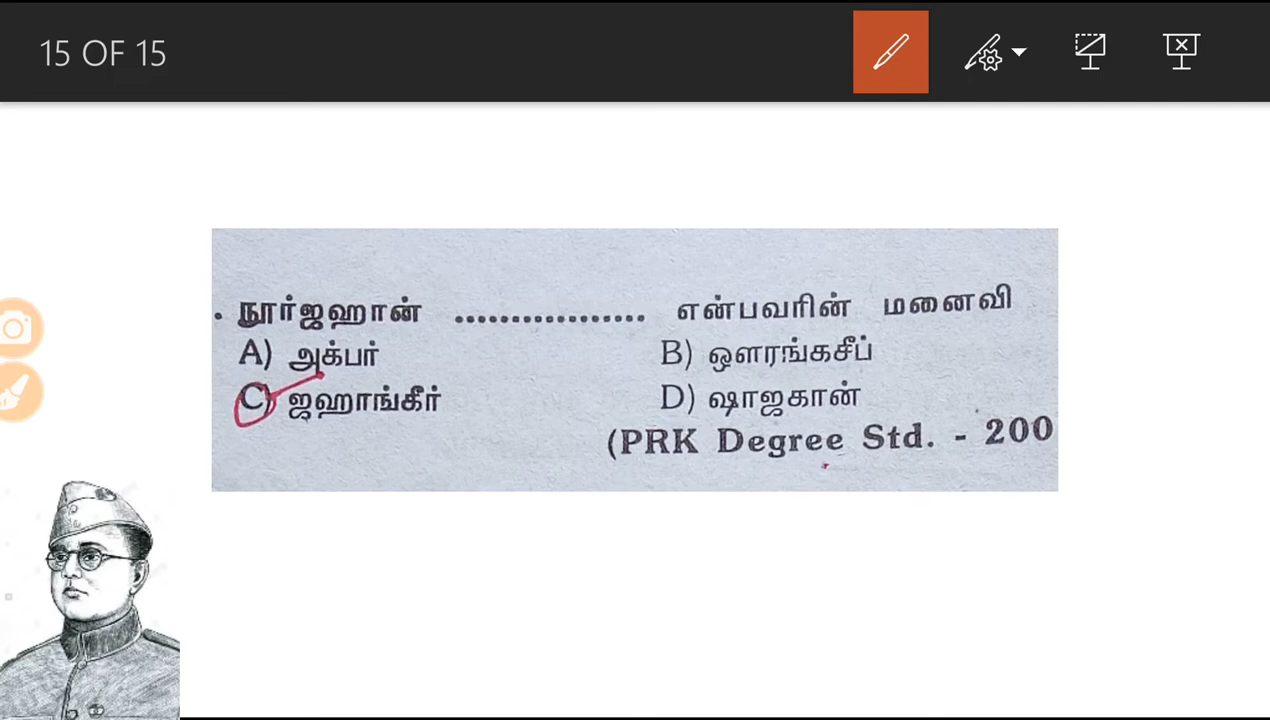 15 OF 15
. நூர்ஜஹான் ................. என்பவரின் மனைவி
A) அக்பர் B) ஒளரங்கசீப்
C) ஜஹாங்கீர் D) ஷாஜகான்
(PRK Degree Std. - 200